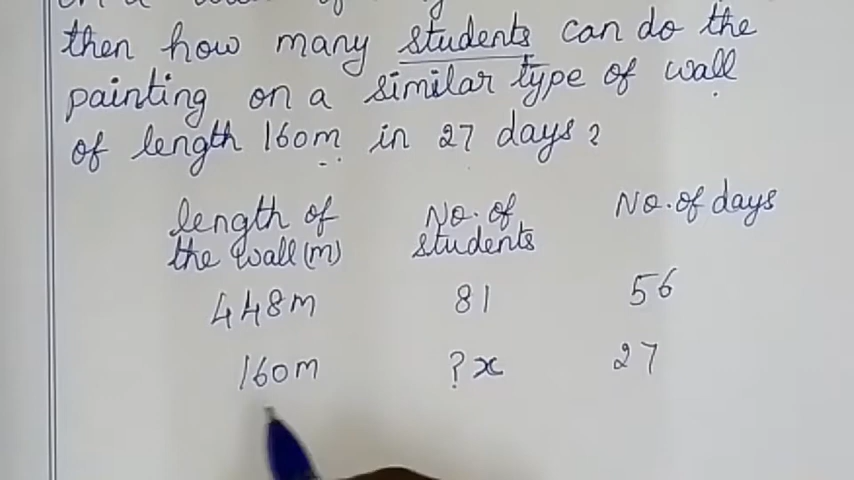 then how many students can do the
painting on a similar type of wall
of length 160m in 27 days?
length of
the wall (m)
No. of
students
No. of days
448m 81 56
160m ? x 27